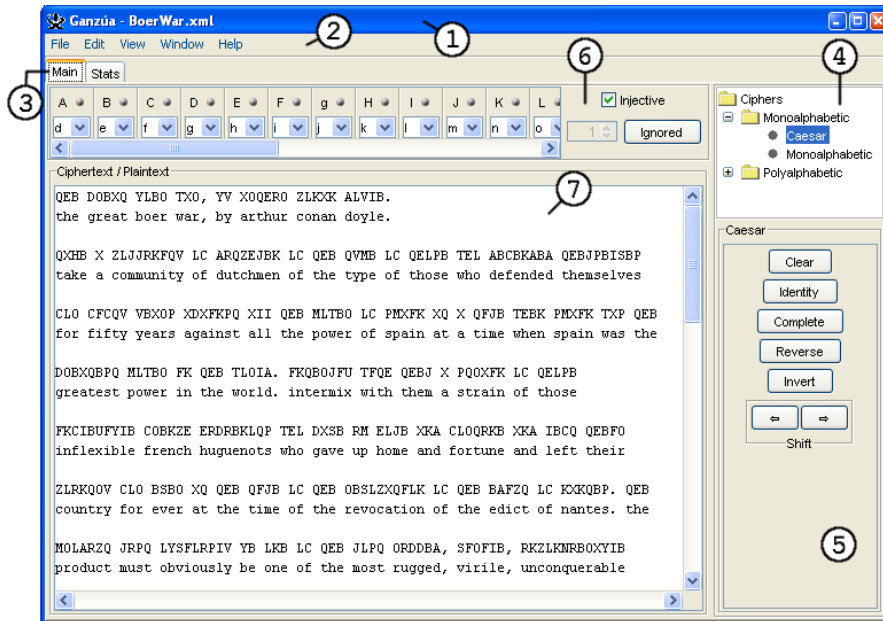 Ganzúa - BoerWar.xml
1
File Edit View Window Help
2
3
Main Stats
A B C D E F g H I J K L
d e f g h i j k l m n o
6
Injective
1
Ignored
4
Ciphers
Monoalphabetic
Caesar
Monoalphabetic
Polyalphabetic
Ciphertext / Plaintext
7
QEB DOBXQ YLBO TXO, YV XOQERO ZLKXK ALVIB.
the great boer war, by arthur conan doyle.
QXHB X ZLJJRKFQV LC ARQZEJBK LC QEB QVMB LC QELPB TEL ABCBKABA QEBJPBISBP
take a community of dutchmen of the type of those who defended themselves
CLO CFCQV VBXOP XDXFKPQ XII QEB MLTBO LC PMXFK XQ X QFJB TEBK PMXFK TXP QEB
for fifty years against all the power of spain at a time when spain was the
DOBXQBPQ MLTBO FK QEB TLOIA. FKQBOJFU TFQE QEBJ X PQOXFK LC QELPB
greatest power in the world. intermix with them a strain of those
FKCIBUFYIB COBKZE ERDRBKLQP TEL DXSB RM ELJB XKA CLOQRKB XKA IBCQ QEBFO
inflexible french huguenots who gave up home and fortune and left their
ZLRKQOV CLO BSBO XQ QEB QFJB LC QEB OBSLZXQFLK LC QEB BAFZQ LC KXKQBP. QEB
country for ever at the time of the revocation of the edict of nantes. the
MOLARZQ JRPQ LYSFLRPIV YB LKB LC QEB JLPQ ORDDBA, SFOFIB, RKZLKNRBOXYIB
product must obviously be one of the most rugged, virile, unconquerable
Caesar
Clear
Identity
Complete
Reverse
Invert
⇦ ⇨
Shift
5